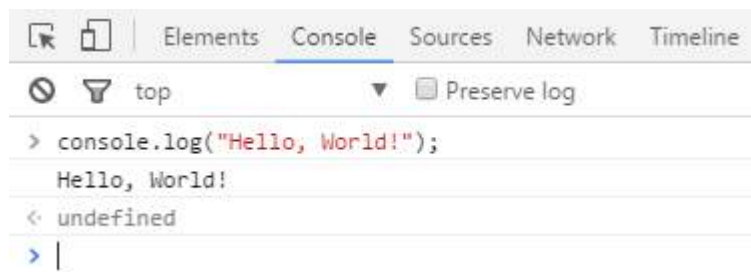 Elements Console Sources Network Timeline
top Preserve log
> console.log("Hello, World!");
Hello, World!
undefined
>